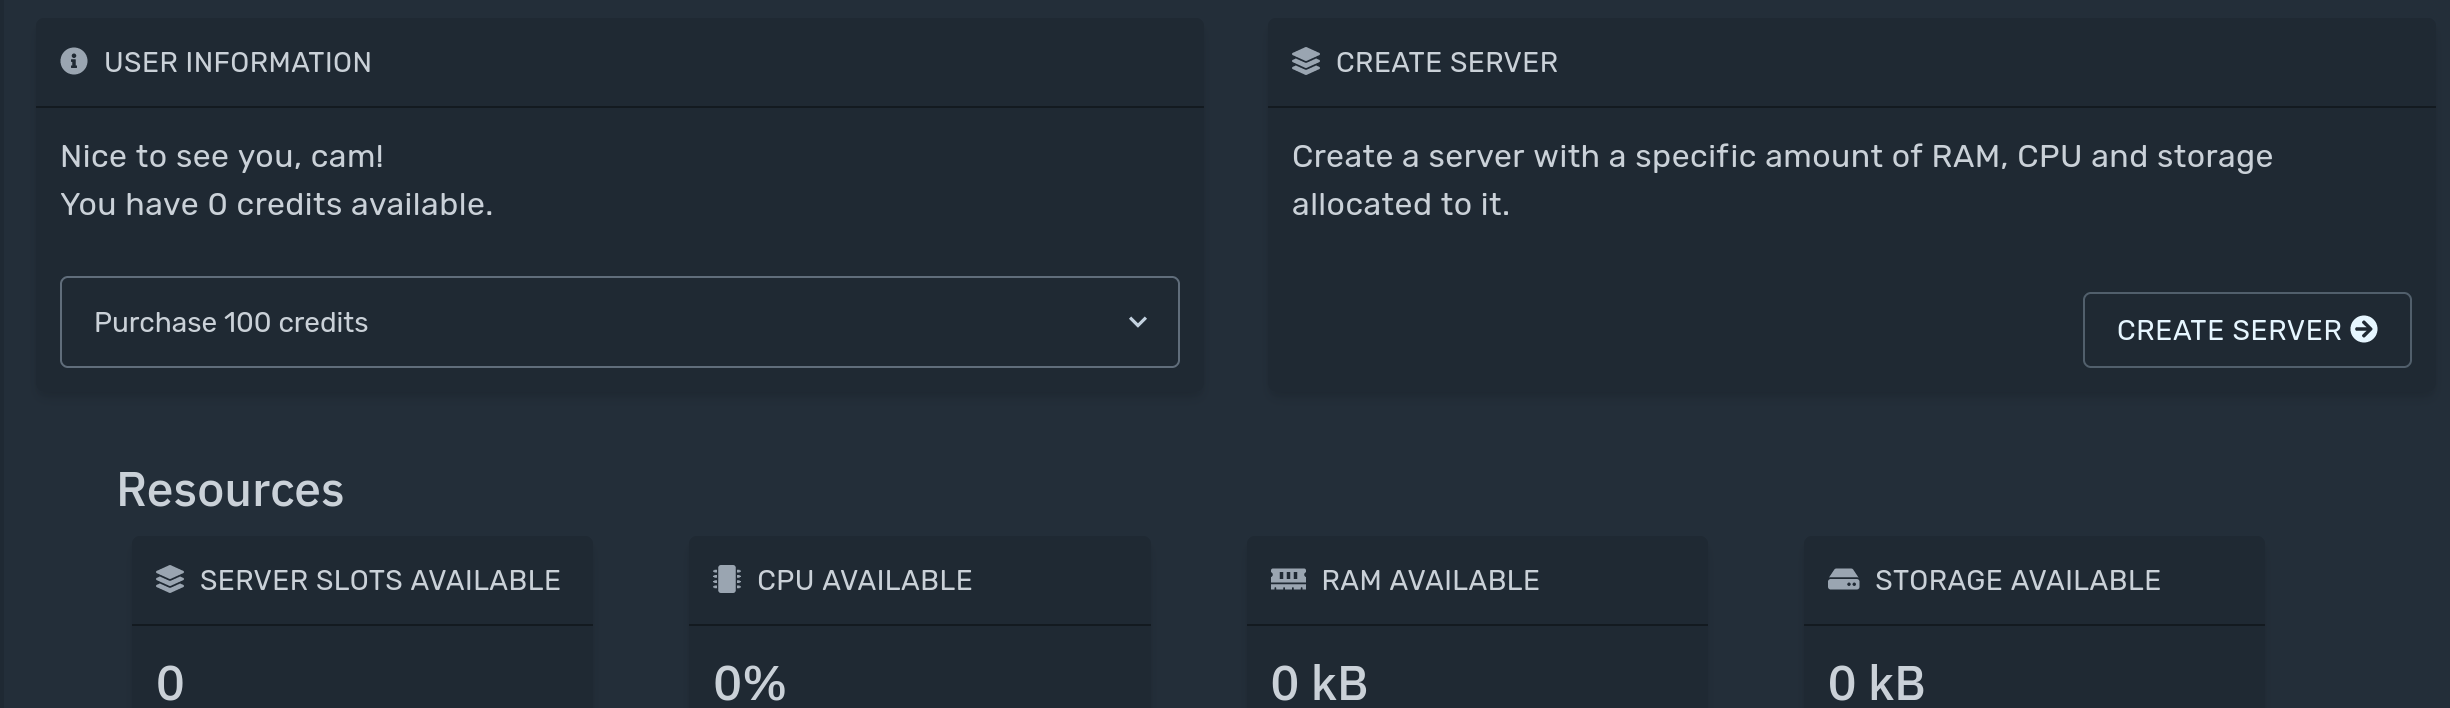 USER INFORMATION
Nice to see you, cam!
You have 0 credits available.
Purchase 100 credits
CREATE SERVER
Create a server with a specific amount of RAM, CPU and storage
allocated to it.
CREATE SERVER
Resources
SERVER SLOTS AVAILABLE
0
CPU AVAILABLE
0%
RAM AVAILABLE
0 kB
STORAGE AVAILABLE
0 kB